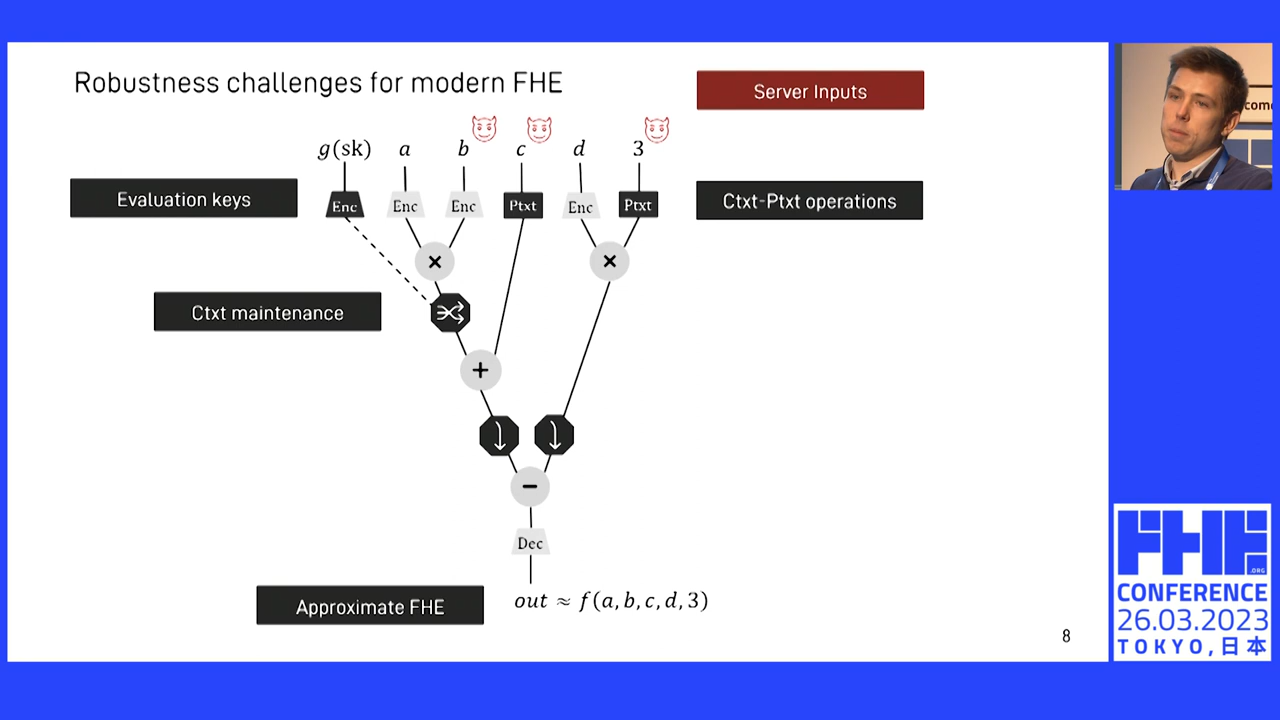 Robustness challenges for modern FHE
Server Inputs
g(sk) a b c d 3
Evaluation keys
Enc Enc Enc Ptxt Enc Ptxt
Ctxt-Ptxt operations
× ×
Ctxt maintenance
+
−
Dec
Approximate FHE
out ≈ f(a, b, c, d, 3)
8
come
FHE
.ORG
CONFERENCE
26.03.2023
TOKYO, 日本